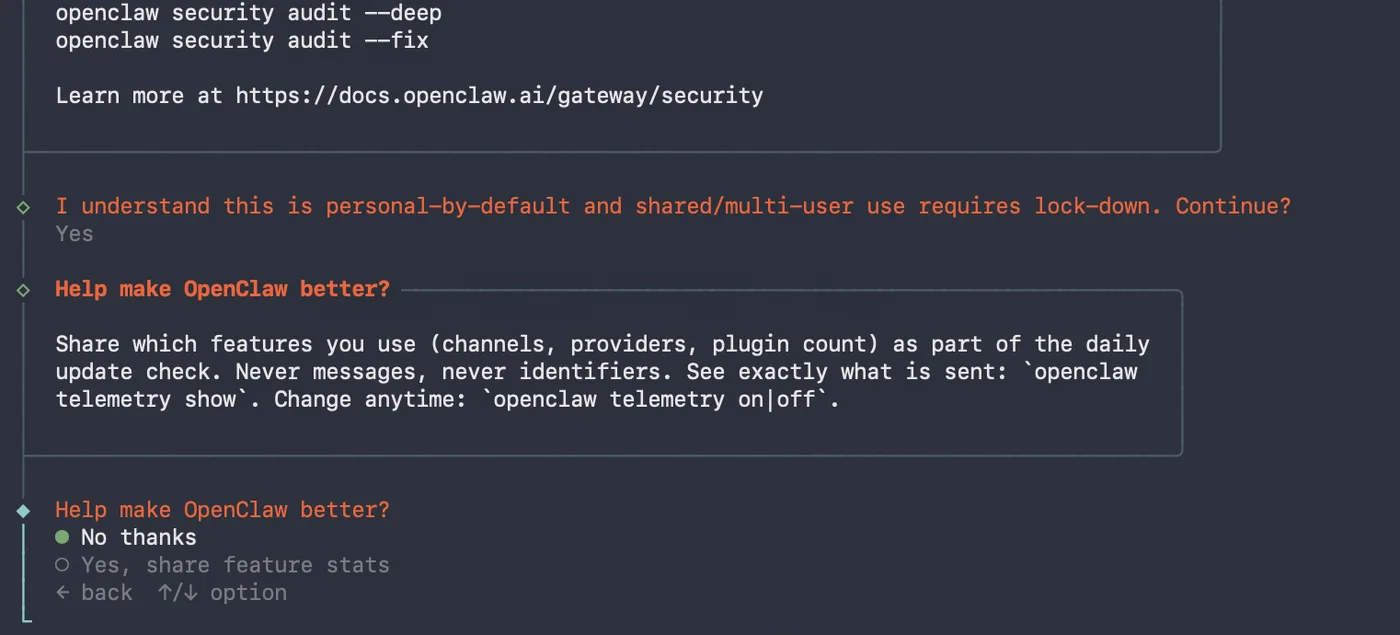 openclaw security audit --deep
openclaw security audit --fix
Learn more at https://docs.openclaw.ai/gateway/security
I understand this is personal-by-default and shared/multi-user use requires lock-down. Continue?
Yes
Help make OpenClaw better?
Share which features you use (channels, providers, plugin count) as part of the daily
update check. Never messages, never identifiers. See exactly what is sent: `openclaw
telemetry show`. Change anytime: `openclaw telemetry on|off`.
Help make OpenClaw better?
No thanks
Yes, share feature stats
← back ↑/↓ option